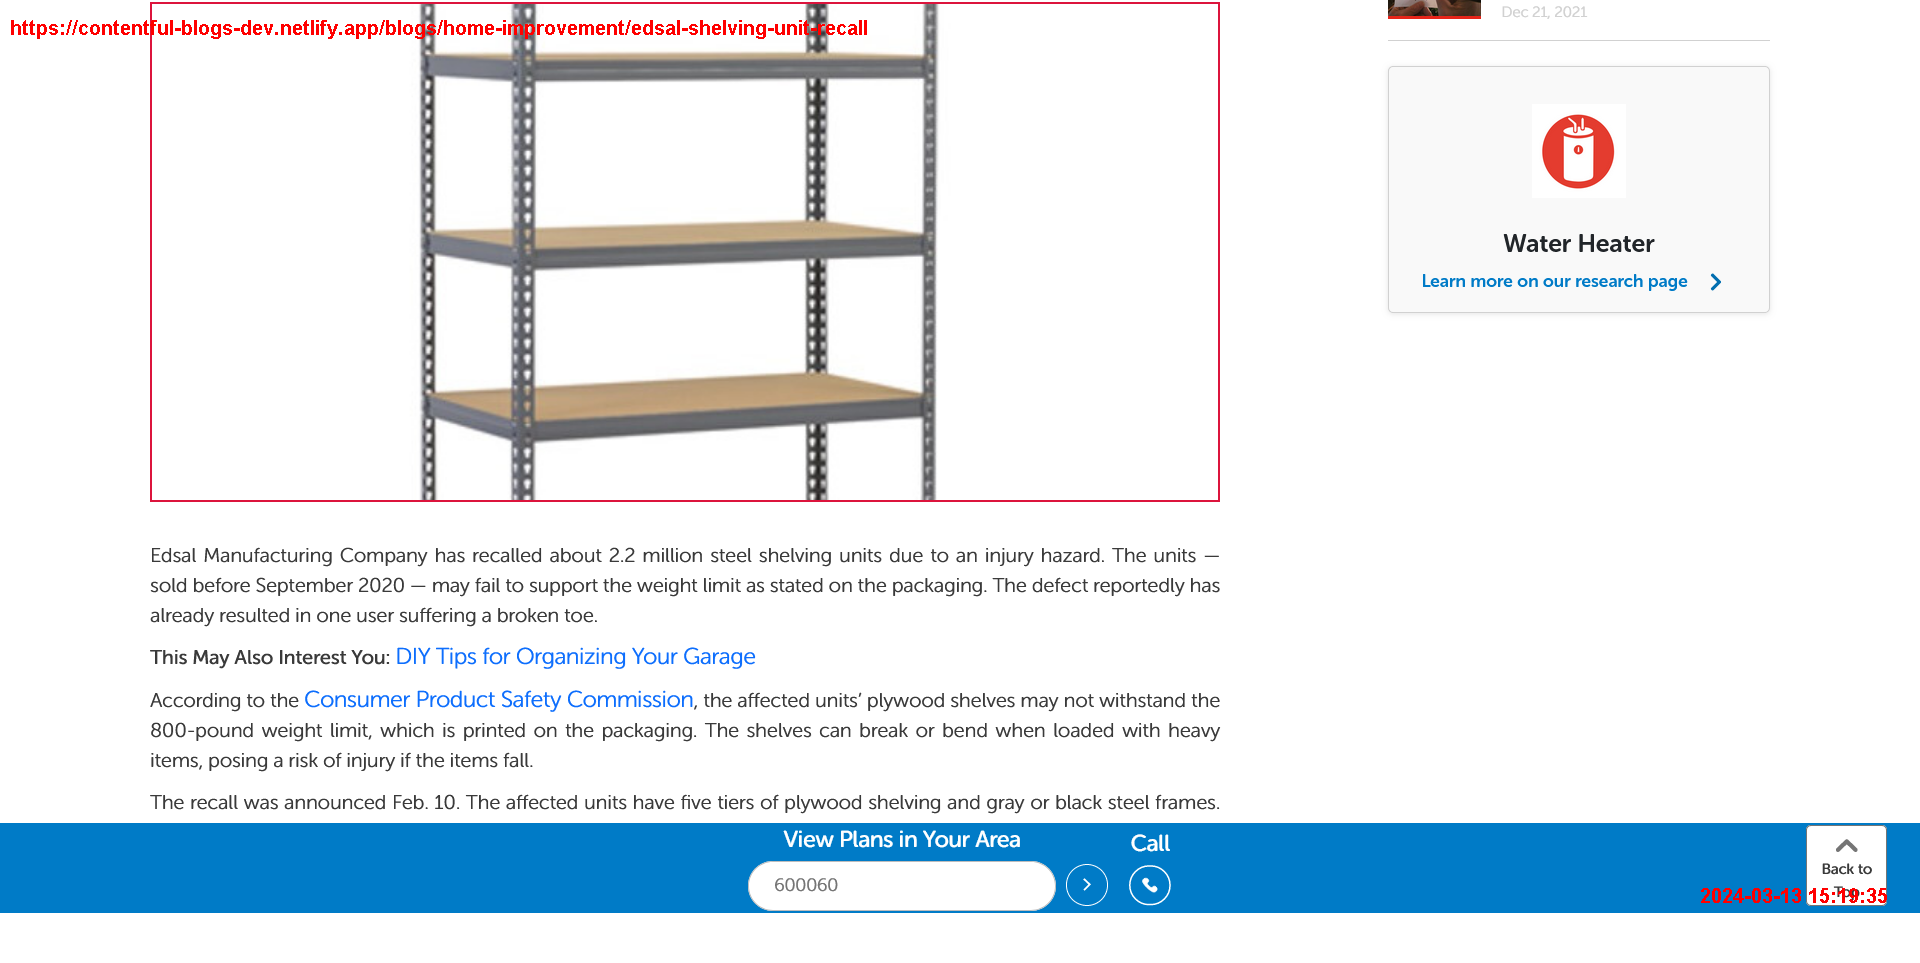 https://contentful-blogs-dev.netlify.app/blogs/home-improvement/edsal-shelving-unit-recall
Dec 21, 2021
Water Heater
Learn more on our research page
Edsal Manufacturing Company has recalled about 2.2 million steel shelving units due to an injury hazard. The units —
sold before September 2020 — may fail to support the weight limit as stated on the packaging. The defect reportedly has
already resulted in one user suffering a broken toe.
This May Also Interest You: DIY Tips for Organizing Your Garage
According to the Consumer Product Safety Commission, the affected units’ plywood shelves may not withstand the
800-pound weight limit, which is printed on the packaging. The shelves can break or bend when loaded with heavy
items, posing a risk of injury if the items fall.
The recall was announced Feb. 10. The affected units have five tiers of plywood shelving and gray or black steel frames.
View Plans in Your Area
600060
Call
Back to
Top
2024-03-13 15:19:35